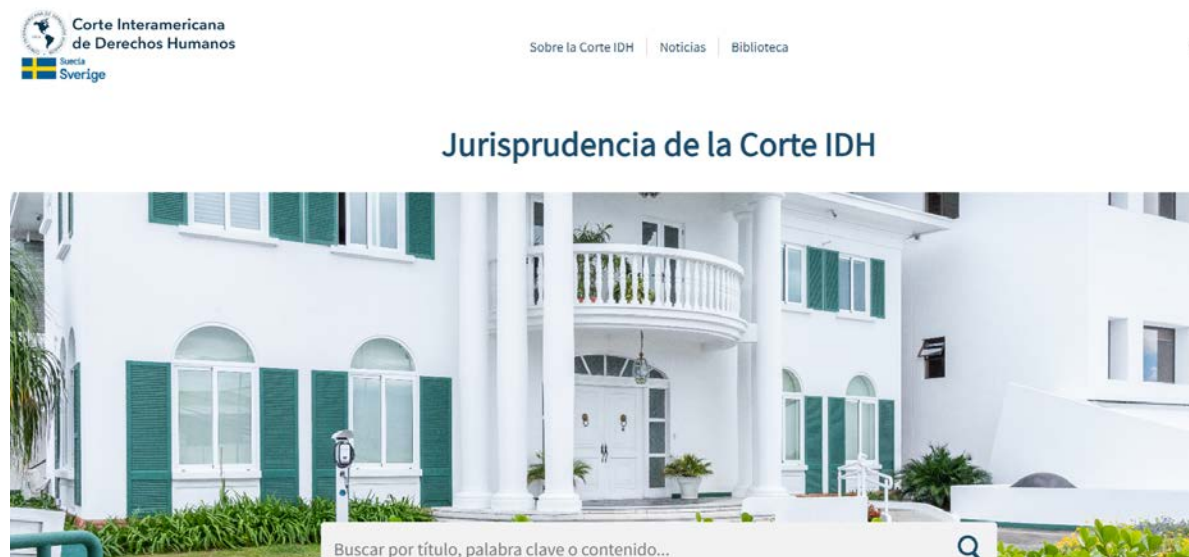 Corte Interamericana
de Derechos Humanos
Suecia
Sverige
Sobre la Corte IDH
Noticias
Biblioteca
Jurisprudencia de la Corte IDH
Buscar por título, palabra clave o contenido...